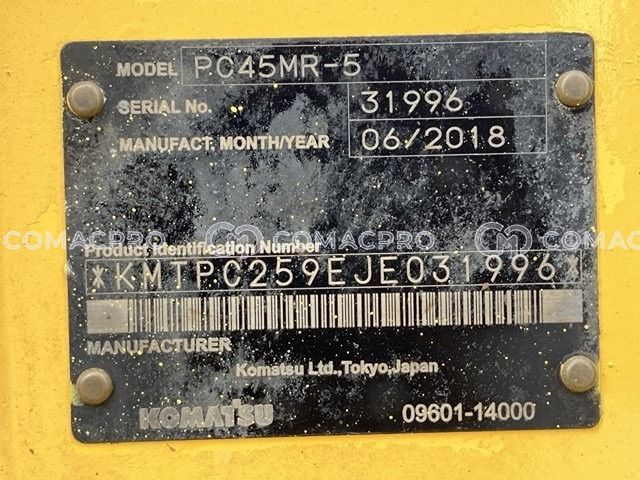 MODEL PC45MR-5
SERIAL No. 31996
MANUFACT. MONTH/YEAR 06/2018
COMACPRO COMACPRO COMACPRO
Product Identification Number
*KMTPC259EJE031996*
MANUFACTURER
Komatsu Ltd.,Tokyo,Japan
KOMATSU 09601-14000